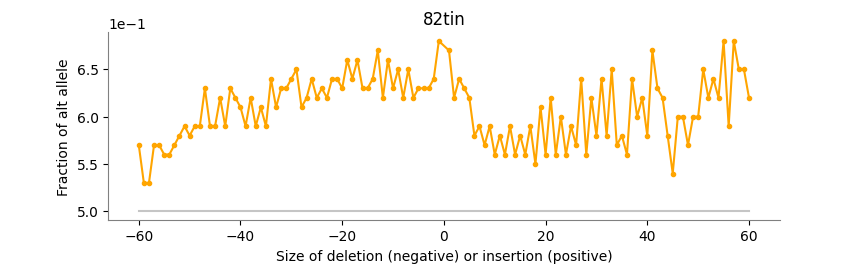 82tin
1e−1
6.5
6.0
5.5
5.0
Fraction of alt allele
−60 −40 −20 0 20 40 60
Size of deletion (negative) or insertion (positive)